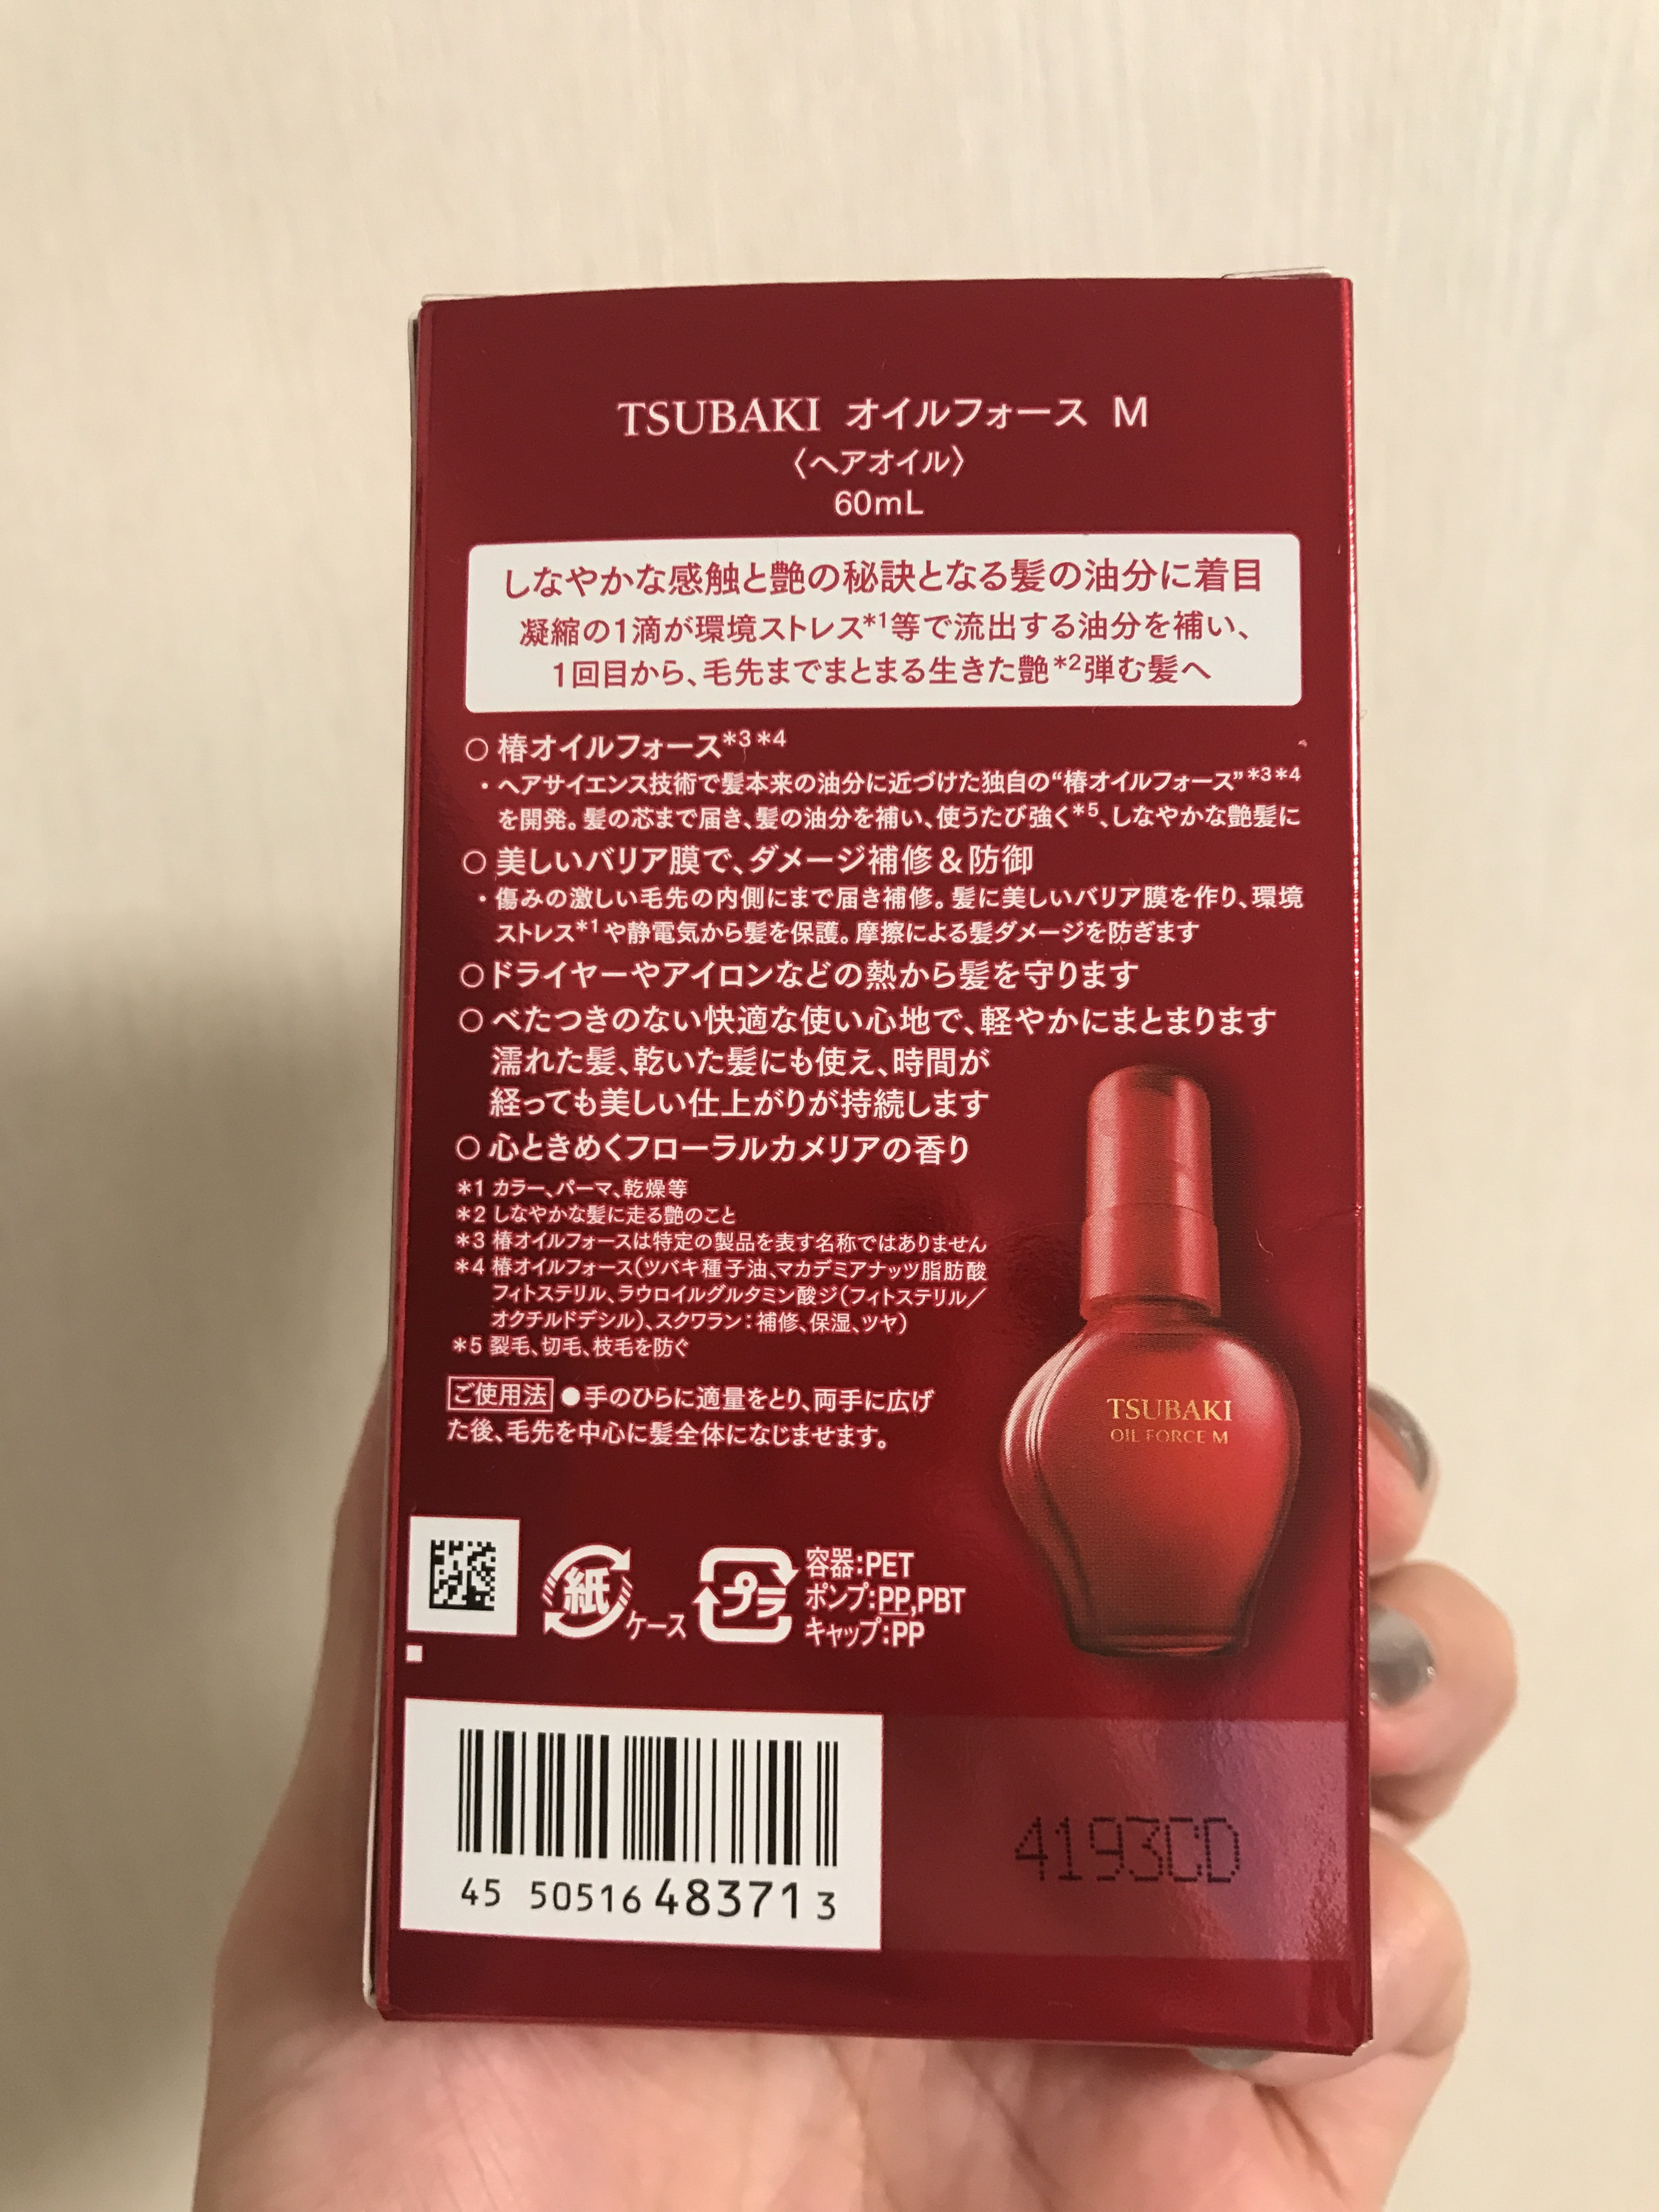 TSUBAKI オイルフォース M
〈ヘアオイル〉
60mL
しなやかな感触と艶の秘訣となる髪の油分に着目
凝縮の1滴が環境ストレス*1等で流出する油分を補い、
1回目から、毛先までまとまる生きた艶*2弾む髪へ
○ 椿オイルフォース*3*4
・ヘアサイエンス技術で髪本来の油分に近づけた独自の“椿オイルフォース”*3*4
を開発。髪の芯まで届き、髪の油分を補い、使うたび強く*5、しなやかな艶髪に
○ 美しいバリア膜で、ダメージ補修&防御
・傷みの激しい毛先の内側にまで届き補修。髪に美しいバリア膜を作り、環境
ストレス*1や静電気から髪を保護。摩擦による髪ダメージを防ぎます
○ドライヤーやアイロンなどの熱から髪を守ります
○ べたつきのない快適な使い心地で、軽やかにまとまります
濡れた髪、乾いた髪にも使え、時間が
経っても美しい仕上がりが持続します
○ 心ときめくフローラルカメリアの香り
*1 カラー、パーマ、乾燥等
*2 しなやかな髪に走る艶のこと
*3 椿オイルフォースは特定の製品を表す名称ではありません
*4 椿オイルフォース(ツバキ種子油、マカデミアナッツ脂肪酸
フィトステリル、ラウロイルグルタミン酸ジ(フィトステリル/
オクチルドデシル)、スクワラン:補修、保湿、ツヤ)
*5 裂毛、切毛、枝毛を防ぐ
ご使用法 ●手のひらに適量をとり、両手に広げ
た後、毛先を中心に髪全体になじませます。
TSUBAKI
OIL FORCE M
紙 ケース
プラ
容器:PET
ポンプ:PP,PBT
キャップ:PP
4193CD
45 50516 48371 3